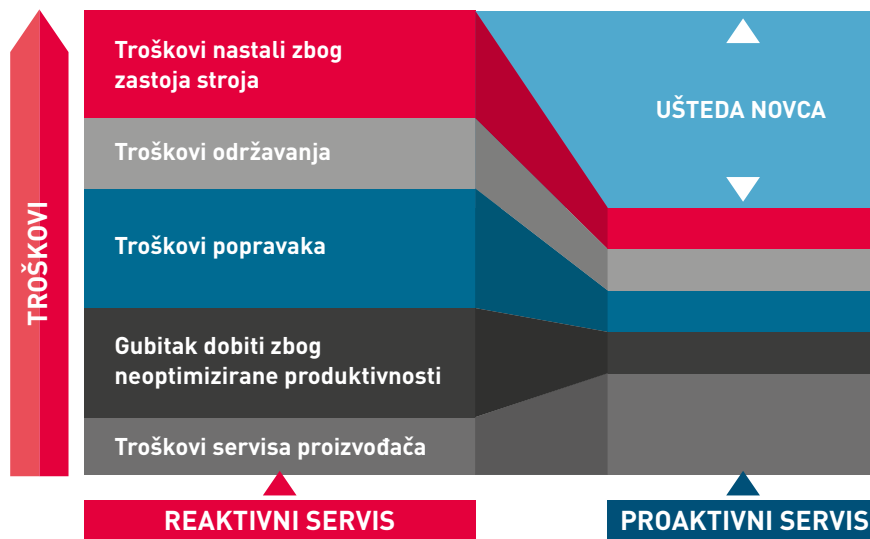 TROŠKOVI
Troškovi nastali zbog
zastoja stroja
Troškovi održavanja
Troškovi popravaka
Gubitak dobiti zbog
neoptimizirane produktivnosti
Troškovi servisa proizvođača
UŠTEDA NOVCA
REAKTIVNI SERVIS
PROAKTIVNI SERVIS